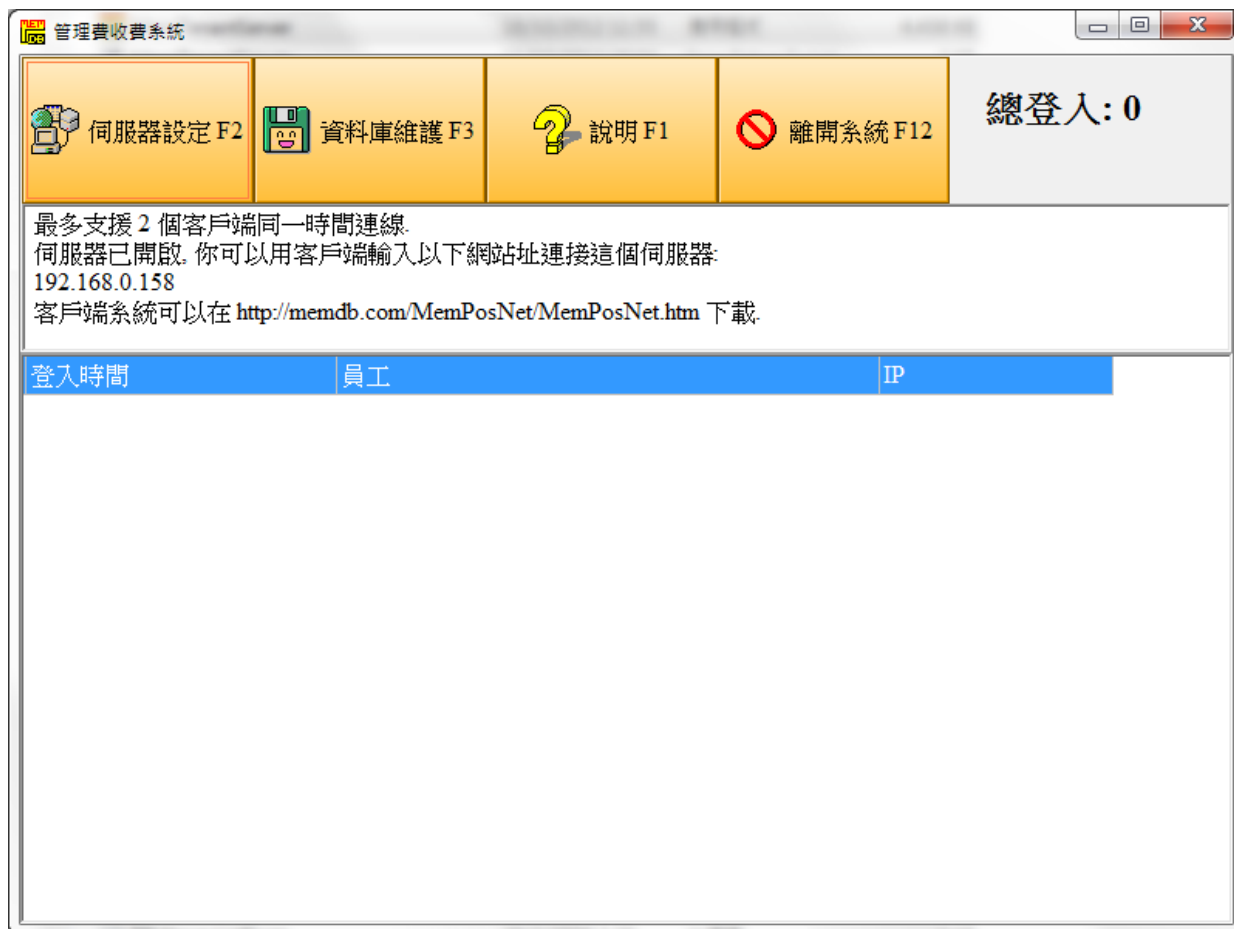 管理費收費系統
伺服器設定 F2
資料庫維護 F3
說明 F1
離開系統 F12
總登入: 0
最多支援 2 個客戶端同一時間連線.
伺服器已開啟, 你可以用客戶端輸入以下網站址連接這個伺服器:
192.168.0.158
客戶端系統可以在 http://memdb.com/MemPosNet/MemPosNet.htm 下載.
登入時間 員工 IP